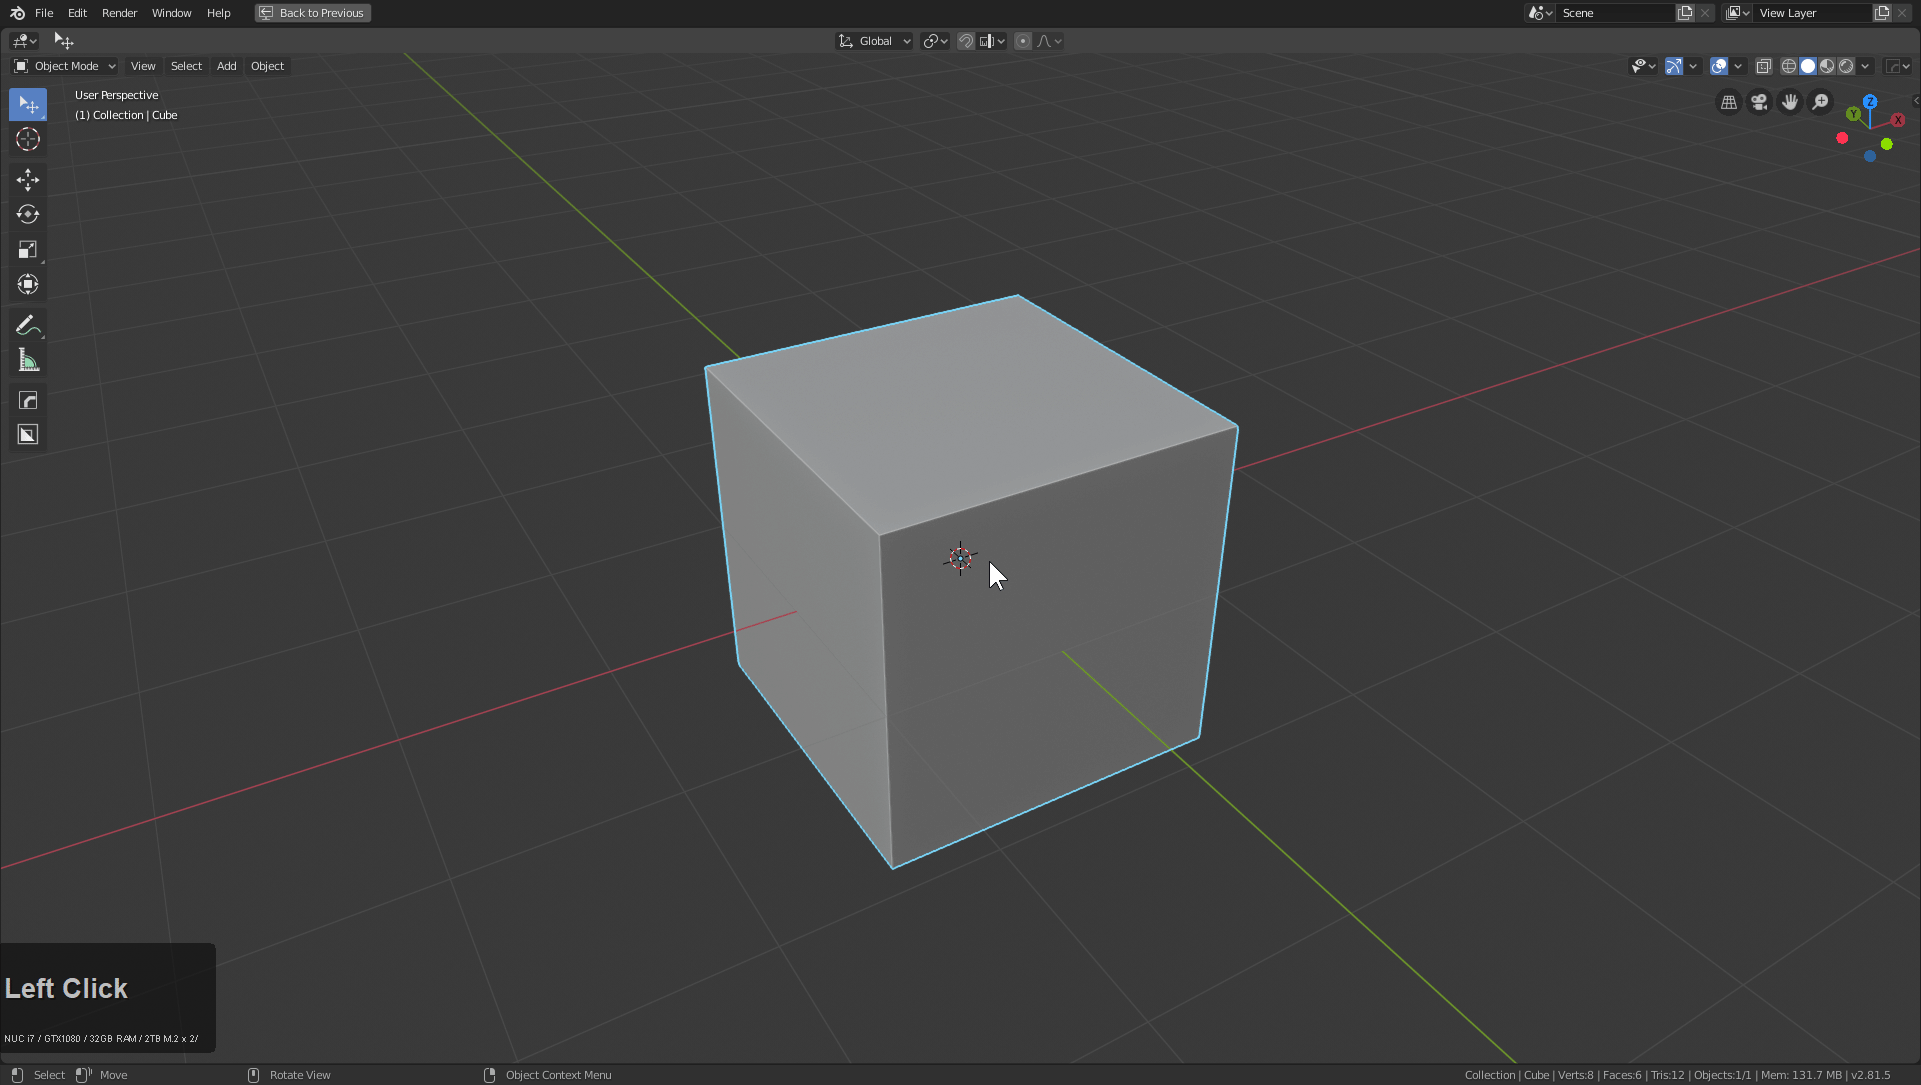 File Edit Render Window Help Back to Previous Scene View Layer
Global
Object Mode View Select Add Object
User Perspective
(1) Collection | Cube
Z
Y
X
Left Click
NUC i7 / GTX1080 / 32GB RAM / 2TB M.2 x 2/
Select Move Rotate View Object Context Menu Collection | Cube | Verts:8 | Faces:6 | Tris:12 | Objects:1/1 | Mem: 131.7 MB | v2.81.5